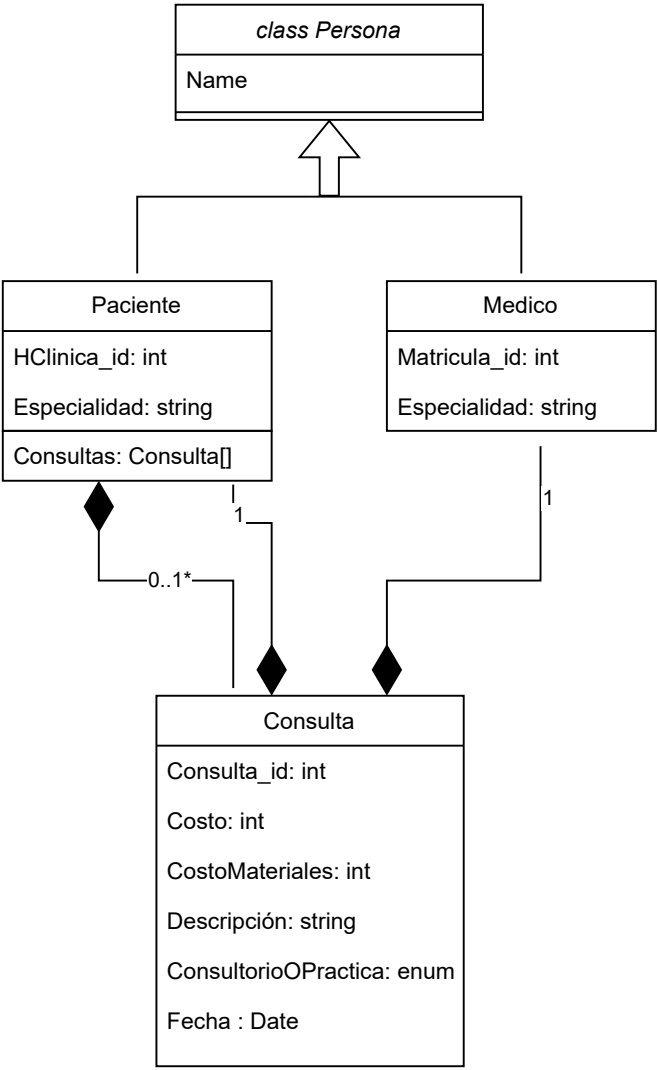 class Persona
Name
Paciente
HClinica_id: int
Especialidad: string
Consultas: Consulta[]
Medico
Matricula_id: int
Especialidad: string
1
1
0..1*
Consulta
Consulta_id: int
Costo: int
CostoMateriales: int
Descripción: string
ConsultorioOPractica: enum
Fecha : Date